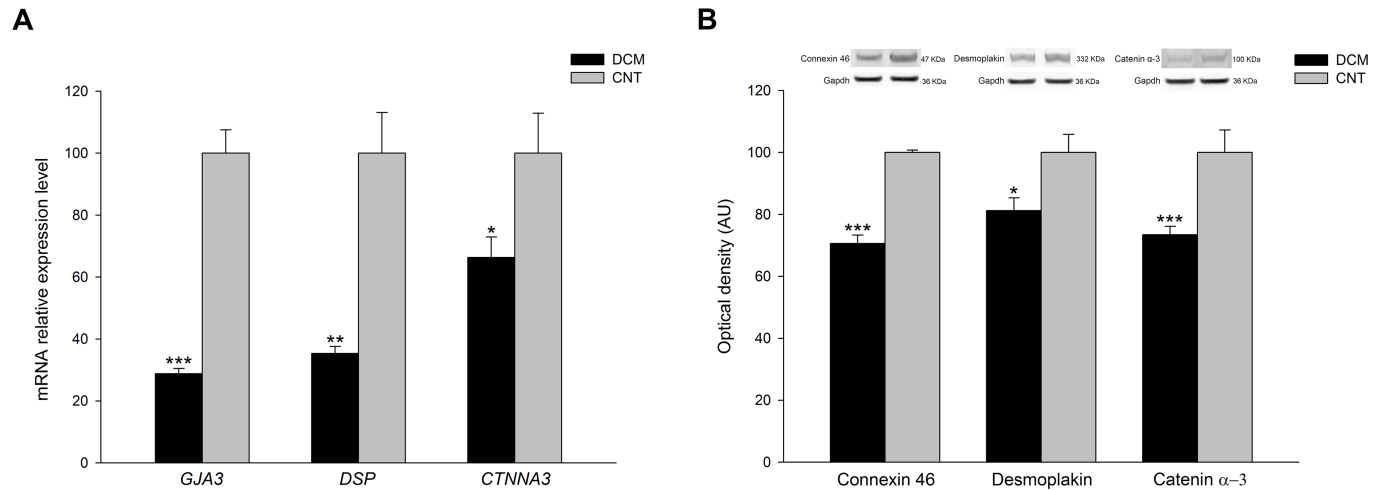 A
DCM
CNT
mRNA relative expression level
120
100
80
60
40
20
0
***
**
*
GJA3
DSP
CTNNA3
B
Connexin 46
47 KDa
Gapdh
36 KDa
Desmoplakin
332 KDa
Gapdh
36 KDa
Catenin α-3
100 KDa
Gapdh
36 KDa
DCM
CNT
Optical density (AU)
120
100
80
60
40
20
0
***
*
***
Connexin 46
Desmoplakin
Catenin α−3